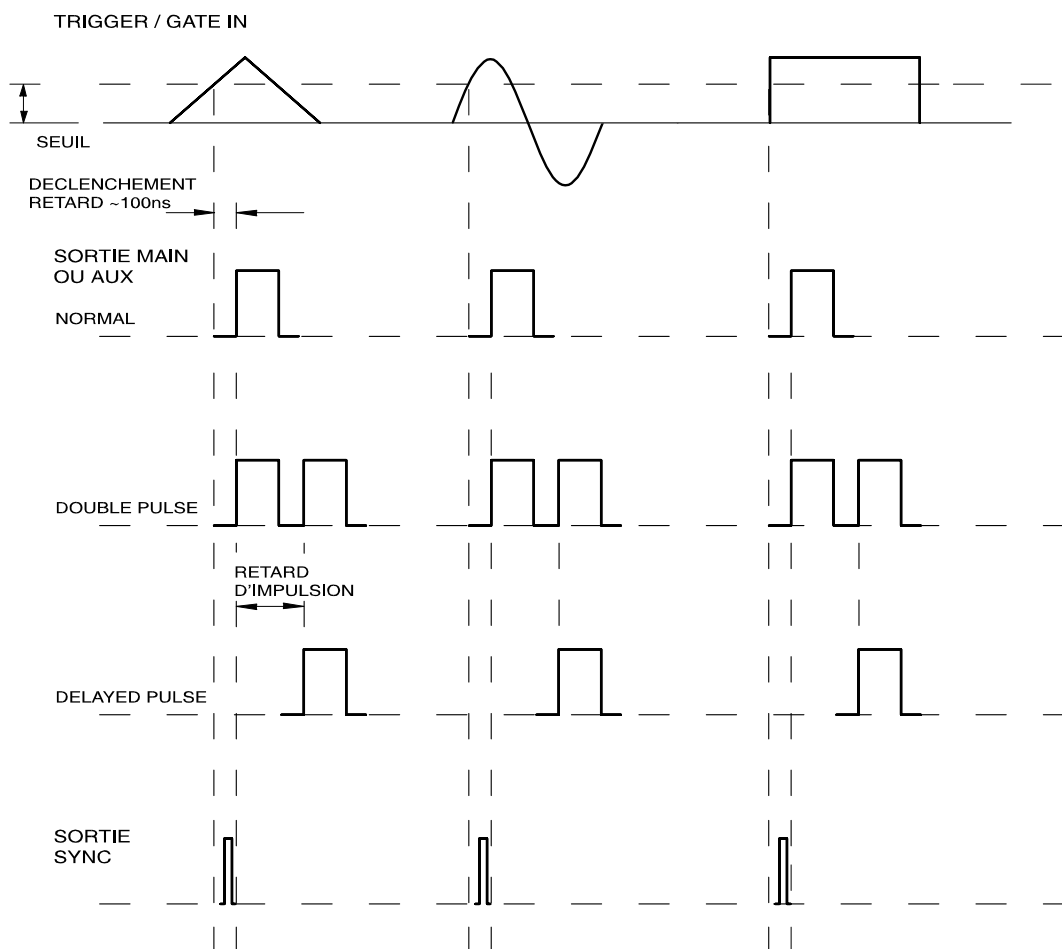 TRIGGER / GATE IN
SEUIL
DECLENCHEMENT
RETARD ~100ns
SORTIE MAIN
OU AUX
NORMAL
DOUBLE PULSE
RETARD
D'IMPULSION
DELAYED PULSE
SORTIE
SYNC